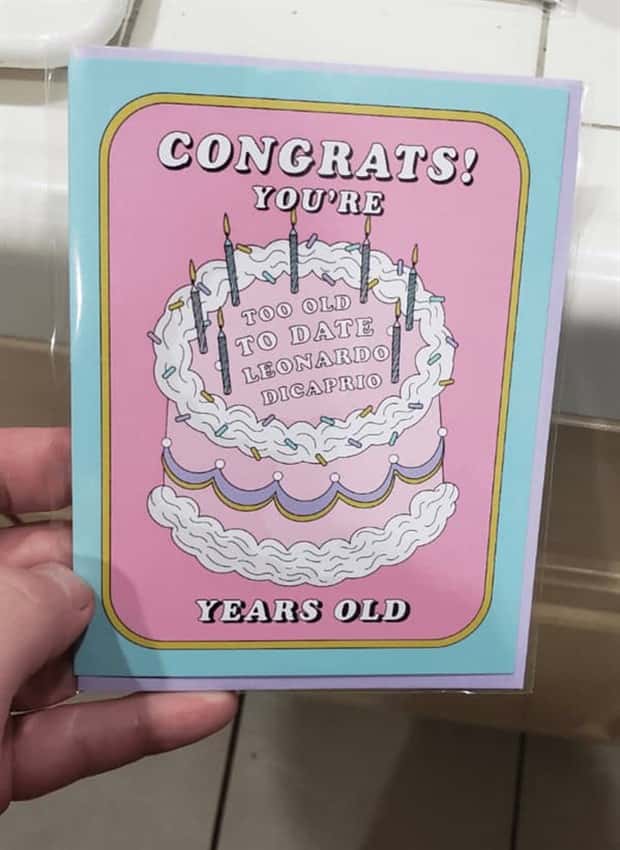 CONGRATS!
YOU'RE
TOO OLD
TO DATE
LEONARDO
DICAPRIO
YEARS OLD